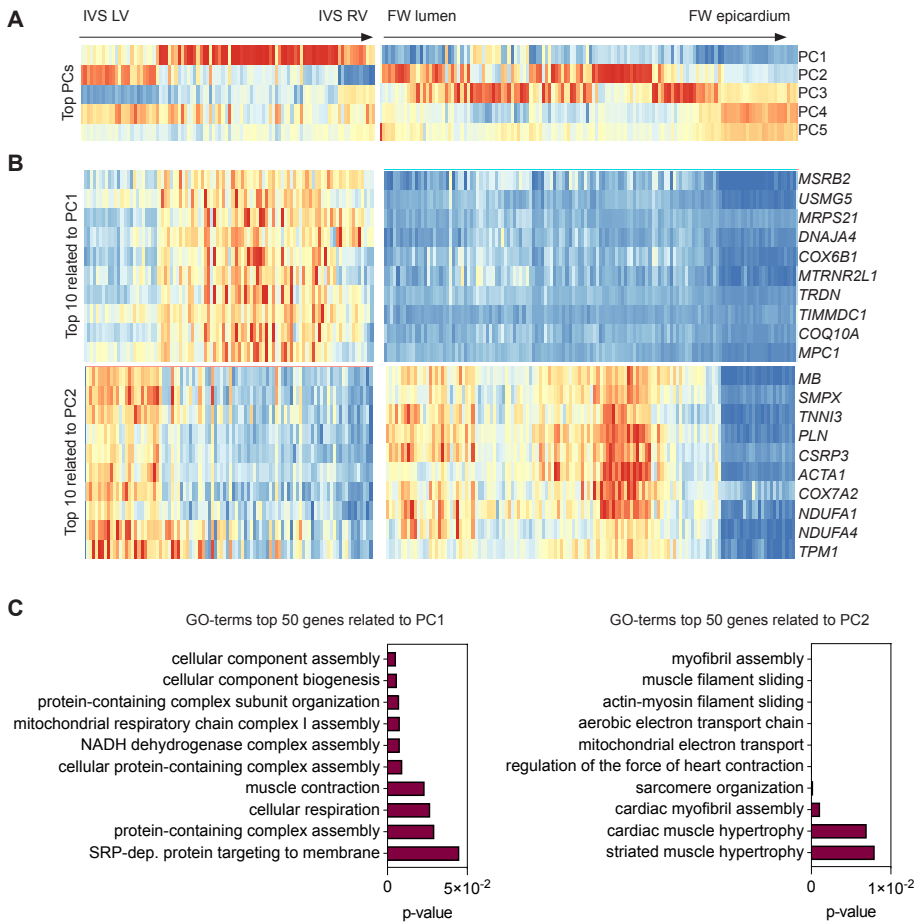 A
IVS LV
IVS RV
FW lumen
FW epicardium
Top PCs
PC1
PC2
PC3
PC4
PC5
B
Top 10 related to PC1
MSRB2
USMG5
MRPS21
DNAJA4
COX6B1
MTRNR2L1
TRDN
TIMMDC1
COQ10A
MPC1
Top 10 related to PC2
MB
SMPX
TNNI3
PLN
CSRP3
ACTA1
COX7A2
NDUFA1
NDUFA4
TPM1
C
GO-terms top 50 genes related to PC1
cellular component assembly
cellular component biogenesis
protein-containing complex subunit organization
mitochondrial respiratory chain complex I assembly
NADH dehydrogenase complex assembly
cellular protein-containing complex assembly
muscle contraction
cellular respiration
protein-containing complex assembly
SRP-dep. protein targeting to membrane
0
5×10⁻²
p-value
GO-terms top 50 genes related to PC2
myofibril assembly
muscle filament sliding
actin-myosin filament sliding
aerobic electron transport chain
mitochondrial electron transport
regulation of the force of heart contraction
sarcomere organization
cardiac myofibril assembly
cardiac muscle hypertrophy
striated muscle hypertrophy
0
1×10⁻²
p-value